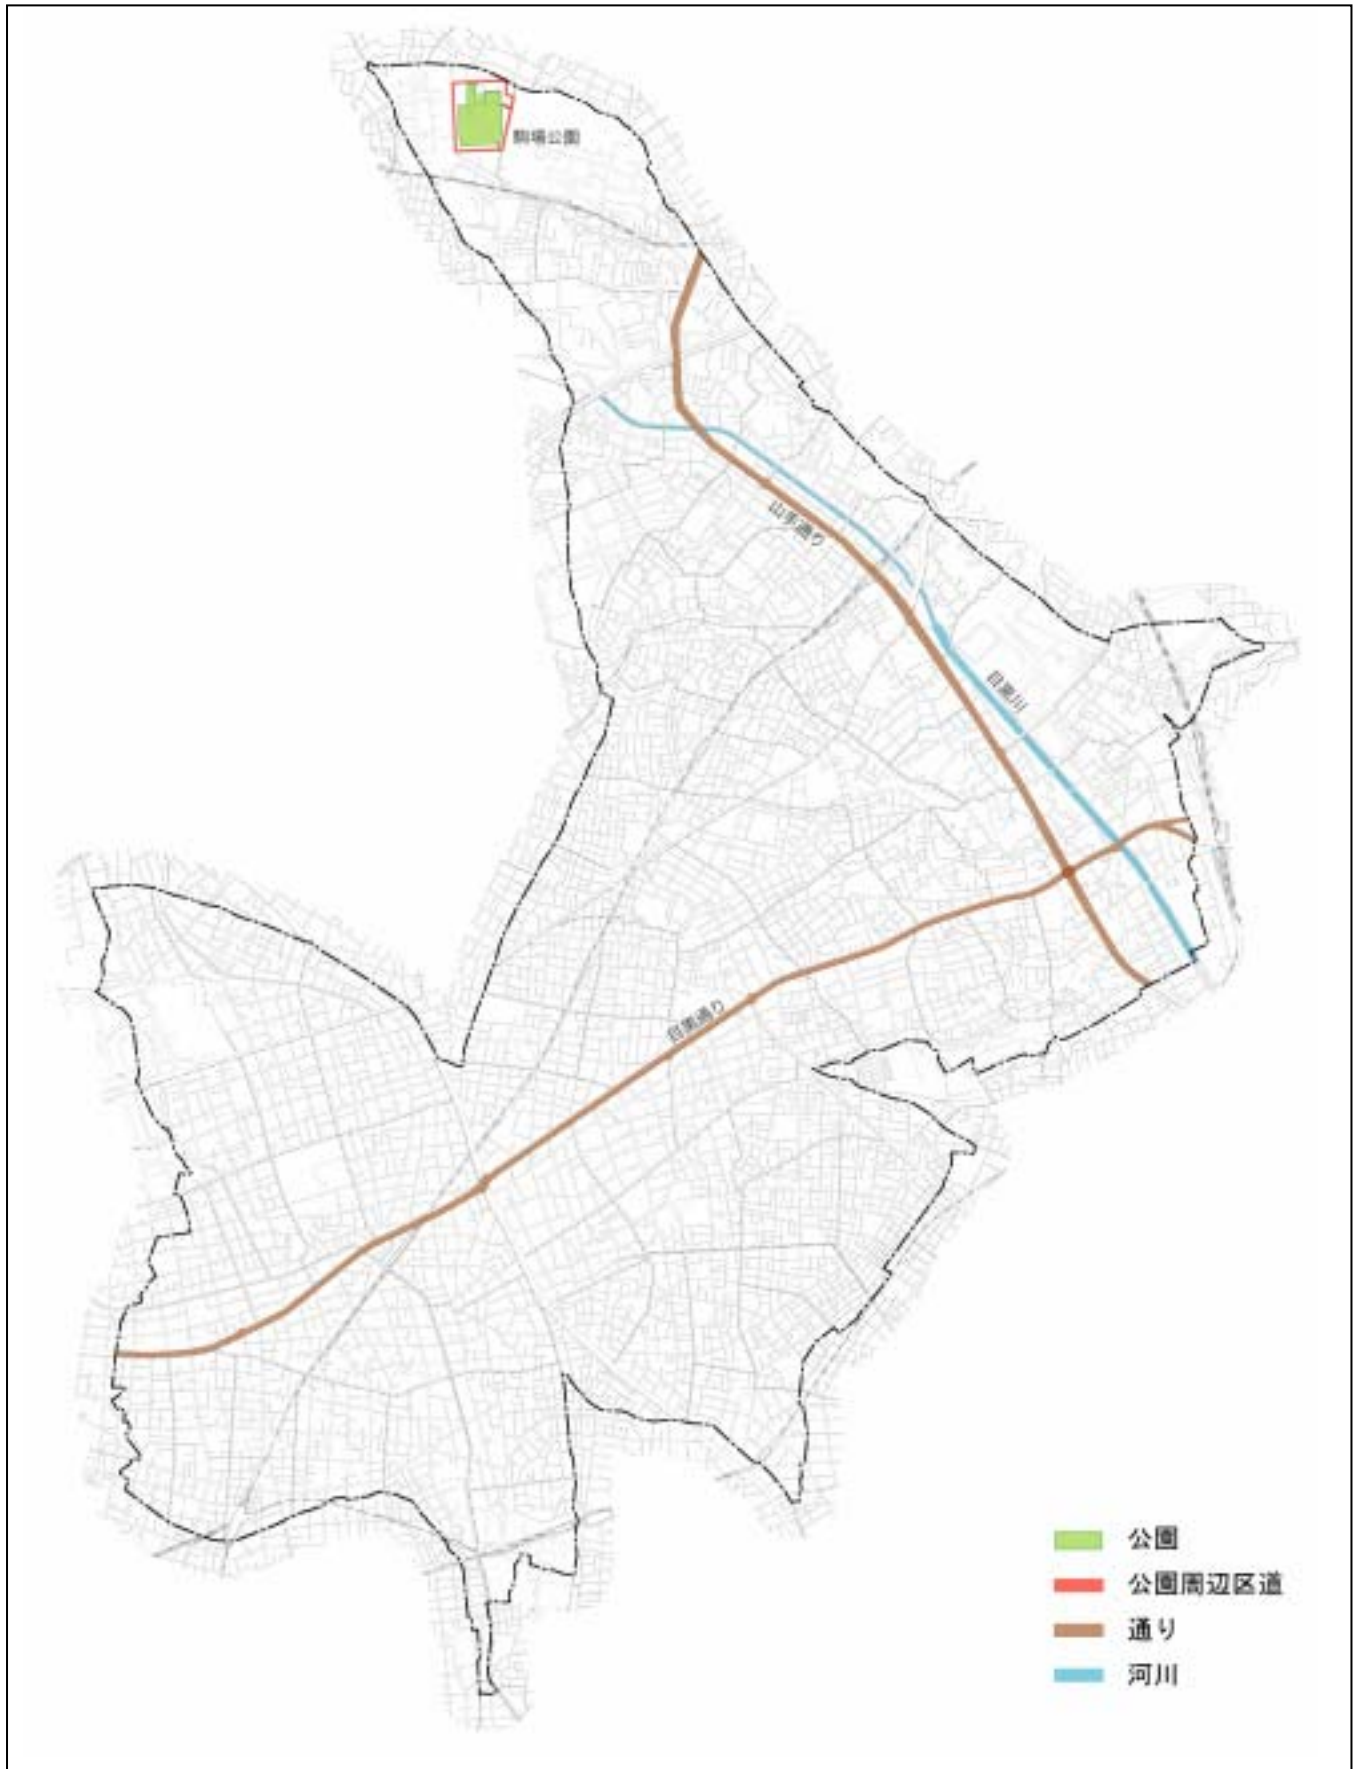 駒場公園
山手通り
目黒川
目黒通り
公園
公園周辺区道
通り
河川